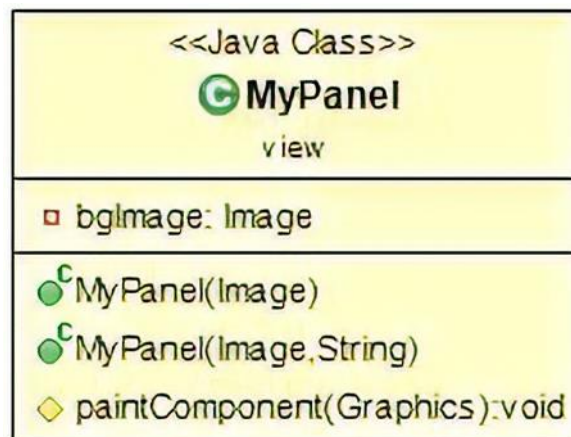 <<Java Class>>
C MyPanel
view
bgImage: Image
C MyPanel(Image)
C MyPanel(Image,String)
paintComponent(Graphics):void